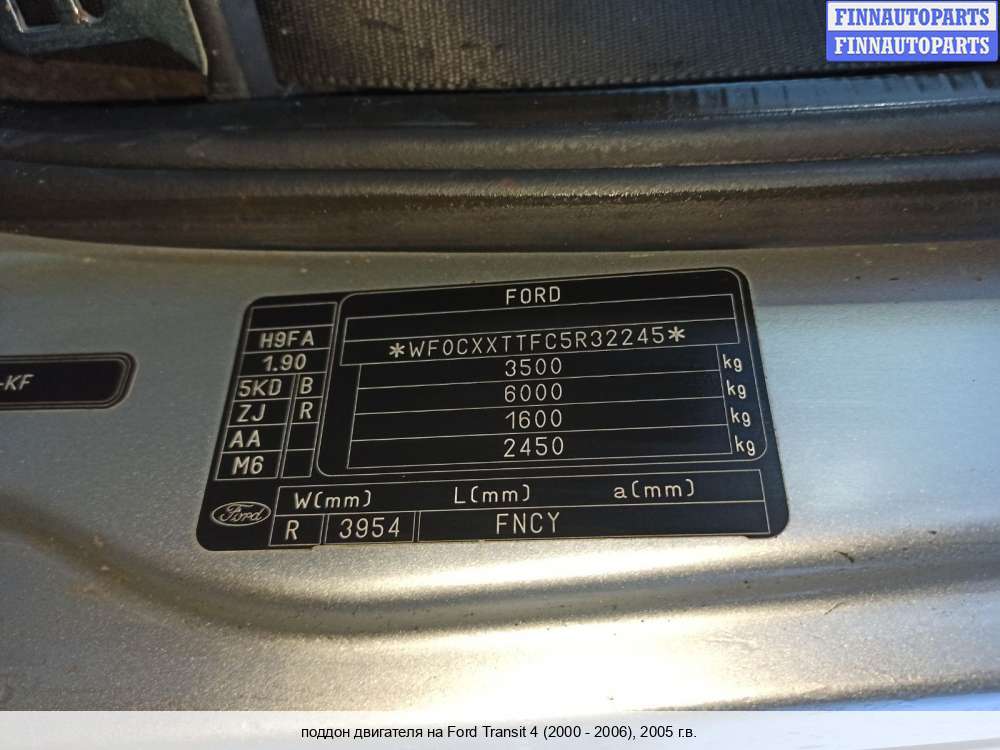 FINNAUTOPARTS
FINNAUTOPARTS
FORD
*WF0CXXTTFC5R32245*
3500 kg
6000 kg
1600 kg
2450 kg
H9FA
1.90
5KD B
ZJ R
AA
M6
-KF
W(mm) L(mm) a(mm)
Ford
R 3954 FNCY
поддон двигателя на Ford Transit 4 (2000 - 2006), 2005 г.в.